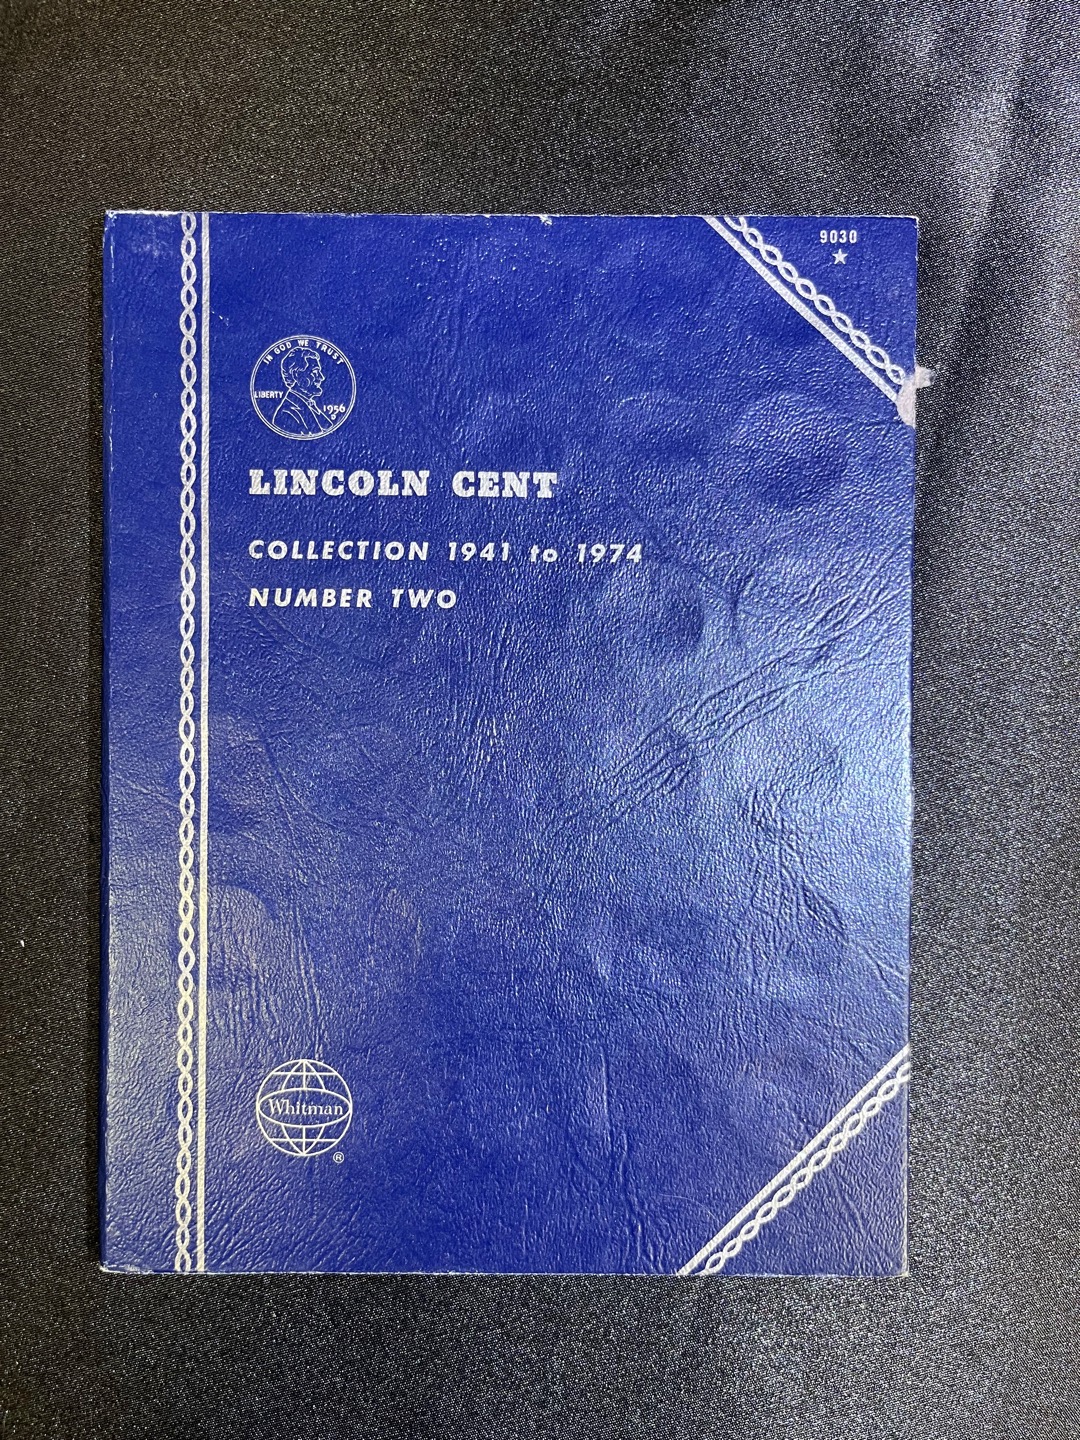 9030
IN GOD WE TRUST
LIBERTY
1956
D
LINCOLN CENT
COLLECTION 1941 to 1974
NUMBER TWO
Whitman
®